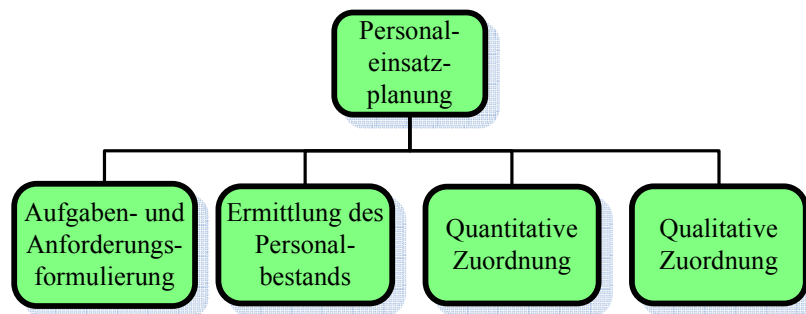 Personal-
einsatz-
planung
Aufgaben- und
Anforderungs-
formulierung
Ermittlung des
Personal-
bestands
Quantitative
Zuordnung
Qualitative
Zuordnung